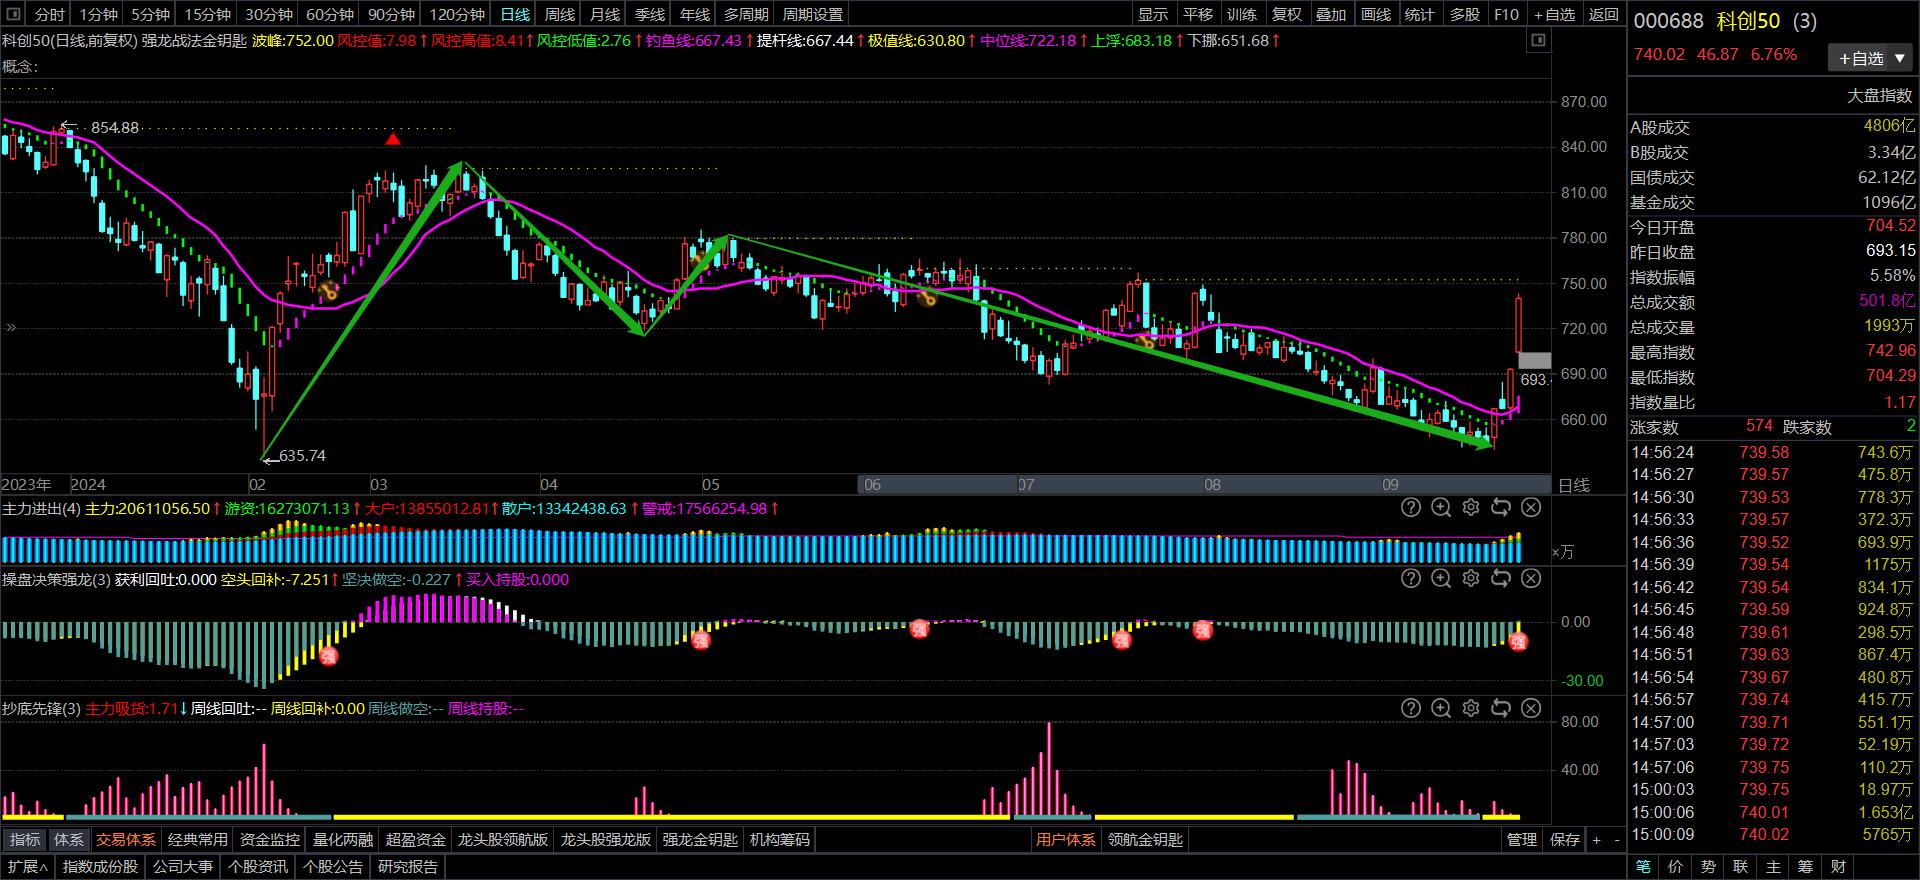 分时 1分钟 5分钟 15分钟 30分钟 60分钟 90分钟 120分钟 日线 周线 月线 季线 年线 多周期 周期设置 显示 平移 训练 复权 叠加 画线 统计 多股 F10 +自选 返回
科创50(日线,前复权) 强龙战法金钥匙 波峰:752.00 风控值:7.98↑ 风控高值:8.41↑ 风控低值:2.76↑ 钓鱼线:667.43↑ 提杆线:667.44↑ 极值线:630.80↑ 中位线:722.18↑ 上浮:683.18↑ 下挪:651.68↑
概念:
854.88
635.74
870.00
840.00
810.00
780.00
750.00
720.00
690.00
660.00
2023年 2024 02 03 04 05 06 07 08 09 日线
主力进出(4) 主力:20611056.50↑ 游资:16273071.13↑ 大户:13855012.81↑ 散户:13342438.63↑ 警戒:17566254.98↑
×万
操盘决策强龙(3) 获利回吐:0.000 空头回补:-7.251↑ 坚决做空:-0.227↑ 买入持股:0.000
强 强 强 强 强 强
0.00
-30.00
抄底先锋(3) 主力吸货:1.71↓ 周线回吐:-- 周线回补:0.00 周线做空:-- 周线持股:--
80.00
40.00
指标 体系 交易体系 经典常用 资金监控 量化两融 超盈资金 龙头股领航版 龙头股强龙版 强龙金钥匙 机构筹码 用户体系 领航金钥匙 管理 保存 + -
扩展∧ 指数成份股 公司大事 个股资讯 个股公告 研究报告
000688 科创50 (3)
740.02 46.87 6.76% +自选 ▼
大盘指数
A股成交 4806亿
B股成交 3.34亿
国债成交 62.12亿
基金成交 1096亿
今日开盘 704.52
昨日收盘 693.15
指数振幅 5.58%
总成交额 501.8亿
总成交量 1993万
最高指数 742.96
最低指数 704.29
指数量比 1.17
涨家数 574 跌家数 2
14:56:24 739.58 743.6万
14:56:27 739.57 475.8万
14:56:30 739.53 778.3万
14:56:33 739.57 372.3万
14:56:36 739.52 693.9万
14:56:39 739.54 1175万
14:56:42 739.54 834.1万
14:56:45 739.59 924.8万
14:56:48 739.61 298.5万
14:56:51 739.63 867.4万
14:56:54 739.67 480.8万
14:56:57 739.74 415.7万
14:57:00 739.71 551.1万
14:57:03 739.72 52.19万
14:57:06 739.75 110.2万
15:00:03 739.75 18.97万
15:00:06 740.01 1.653亿
15:00:09 740.02 5765万
笔 价 势 联 主 筹 财